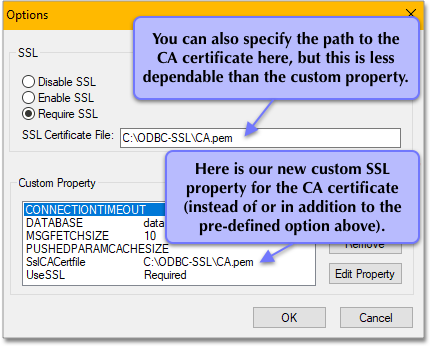 Options
You can also specify the path to the
CA certificate here, but this is less
dependable than the custom property.
SSL
Disable SSL
Enable SSL
Require SSL
SSL Certificate File:
C:\ODBC-SSL\CA.pem
Here is our new custom SSL
property for the CA certificate
(instead of or in addition to the
pre-defined option above).
Custom Property
CONNECTIONTIMEOUT
DATABASE data
MSGFETCHSIZE 10
PUSHEDPARAMCACHESIZE
SslCACertfile C:\ODBC-SSL\CA.pem
UseSSL Required
Remove
Edit Property
OK Cancel